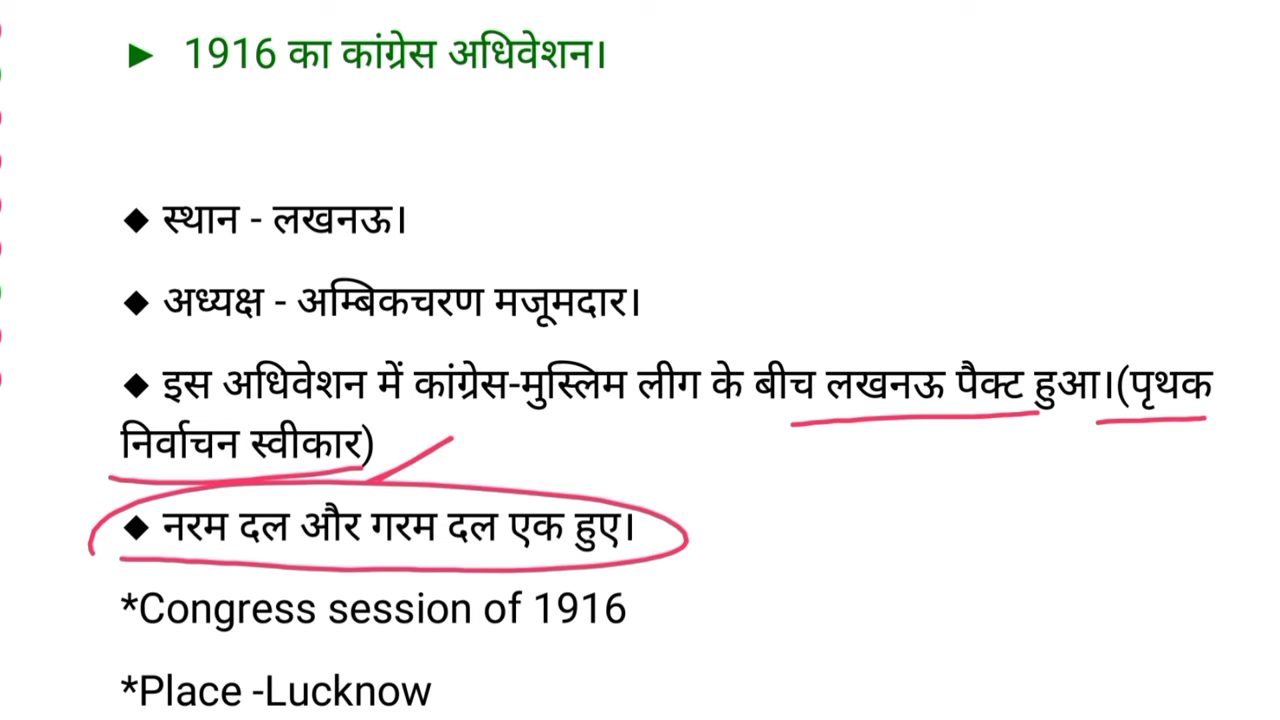 ► 1916 का कांग्रेस अधिवेशन।
◆ स्थान - लखनऊ।
◆ अध्यक्ष - अम्बिकचरण मजूमदार।
◆ इस अधिवेशन में कांग्रेस-मुस्लिम लीग के बीच लखनऊ पैक्ट हुआ।(पृथक
निर्वाचन स्वीकार)
◆ नरम दल और गरम दल एक हुए।
*Congress session of 1916
*Place -Lucknow